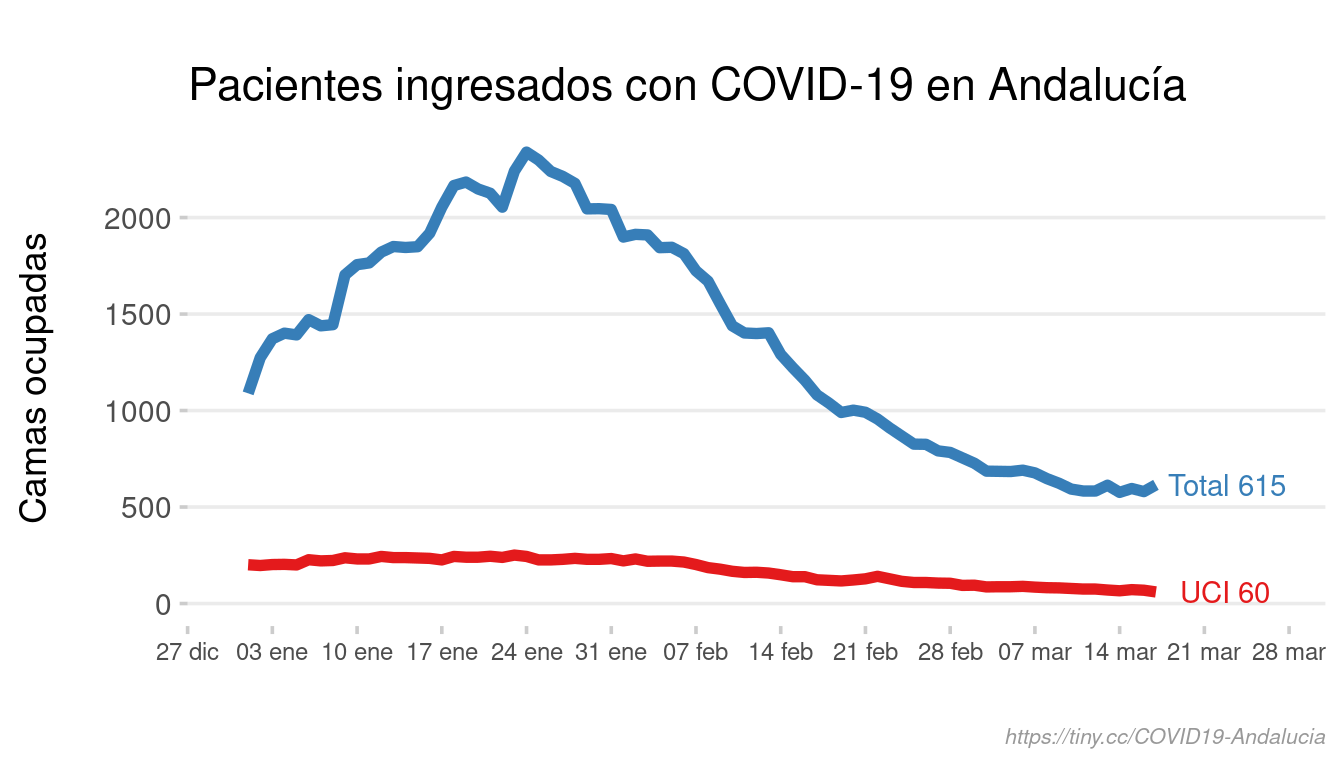 Pacientes ingresados con COVID-19 en Andalucía
Camas ocupadas
2000
1500
1000
500
0
Total 615
UCI 60
27 dic 03 ene 10 ene 17 ene 24 ene 31 ene 07 feb 14 feb 21 feb 28 feb 07 mar 14 mar 21 mar 28 mar
https://tiny.cc/COVID19-Andalucia